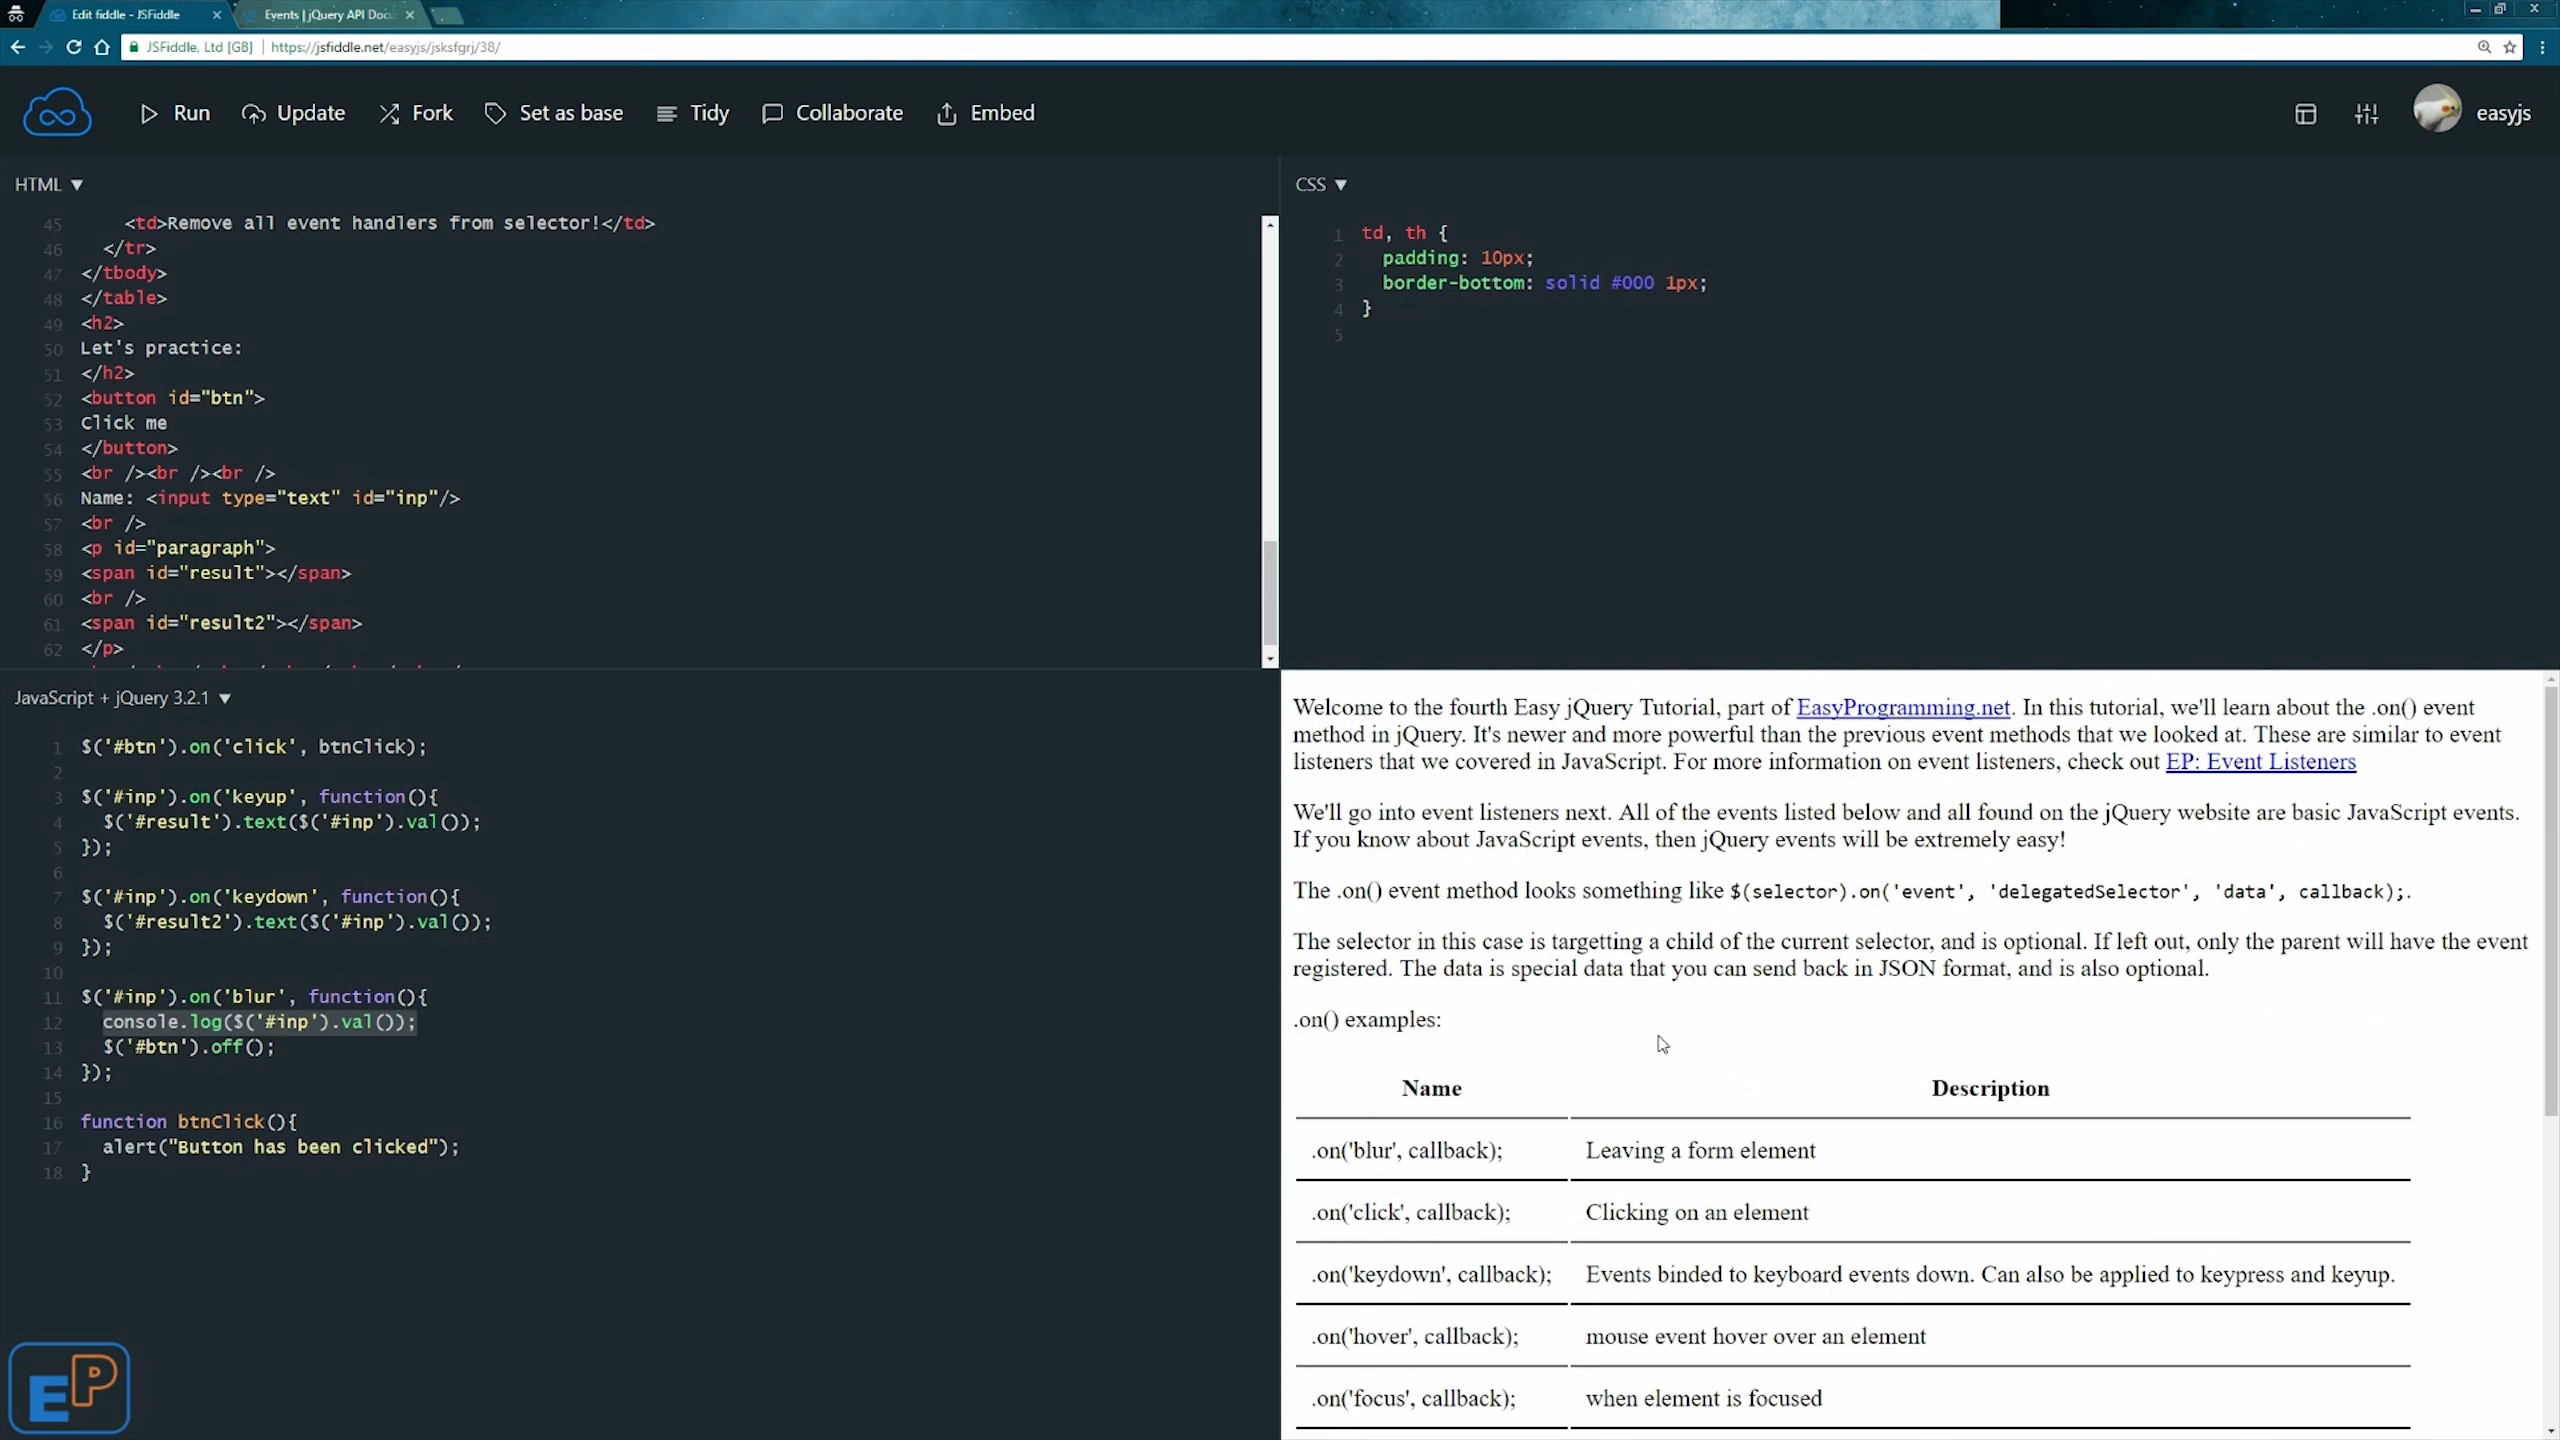 Edit fiddle - JSFiddle
Events | jQuery API Docu
JSFiddle, Ltd [GB]
https://jsfiddle.net/easyjs/jsksfgrj/38/
Run
Update
Fork
Set as base
Tidy
Collaborate
Embed
easyjs
HTML ▼
45 <td>Remove all event handlers from selector!</td>
46 </tr>
47 </tbody>
48 </table>
49 <h2>
50 Let's practice:
51 </h2>
52 <button id="btn">
53 Click me
54 </button>
55 <br /><br /><br />
56 Name: <input type="text" id="inp"/>
57 <br />
58 <p id="paragraph">
59 <span id="result"></span>
60 <br />
61 <span id="result2"></span>
62 </p>
CSS ▼
1 td, th {
2 padding: 10px;
3 border-bottom: solid #000 1px;
4 }
5
JavaScript + jQuery 3.2.1 ▼
1 $('#btn').on('click', btnClick);
2
3 $('#inp').on('keyup', function(){
4 $('#result').text($('#inp').val());
5 });
6
7 $('#inp').on('keydown', function(){
8 $('#result2').text($('#inp').val());
9 });
10
11 $('#inp').on('blur', function(){
12 console.log($('#inp').val());
13 $('#btn').off();
14 });
15
16 function btnClick(){
17 alert("Button has been clicked");
18 }
EP
Welcome to the fourth Easy jQuery Tutorial, part of EasyProgramming.net. In this tutorial, we'll learn about the .on() event
method in jQuery. It's newer and more powerful than the previous event methods that we looked at. These are similar to event
listeners that we covered in JavaScript. For more information on event listeners, check out EP: Event Listeners
We'll go into event listeners next. All of the events listed below and all found on the jQuery website are basic JavaScript events.
If you know about JavaScript events, then jQuery events will be extremely easy!
The .on() event method looks something like $(selector).on('event', 'delegatedSelector', 'data', callback);.
The selector in this case is targetting a child of the current selector, and is optional. If left out, only the parent will have the event
registered. The data is special data that you can send back in JSON format, and is also optional.
.on() examples:
Name Description
.on('blur', callback); Leaving a form element
.on('click', callback); Clicking on an element
.on('keydown', callback); Events binded to keyboard events down. Can also be applied to keypress and keyup.
.on('hover', callback); mouse event hover over an element
.on('focus', callback); when element is focused